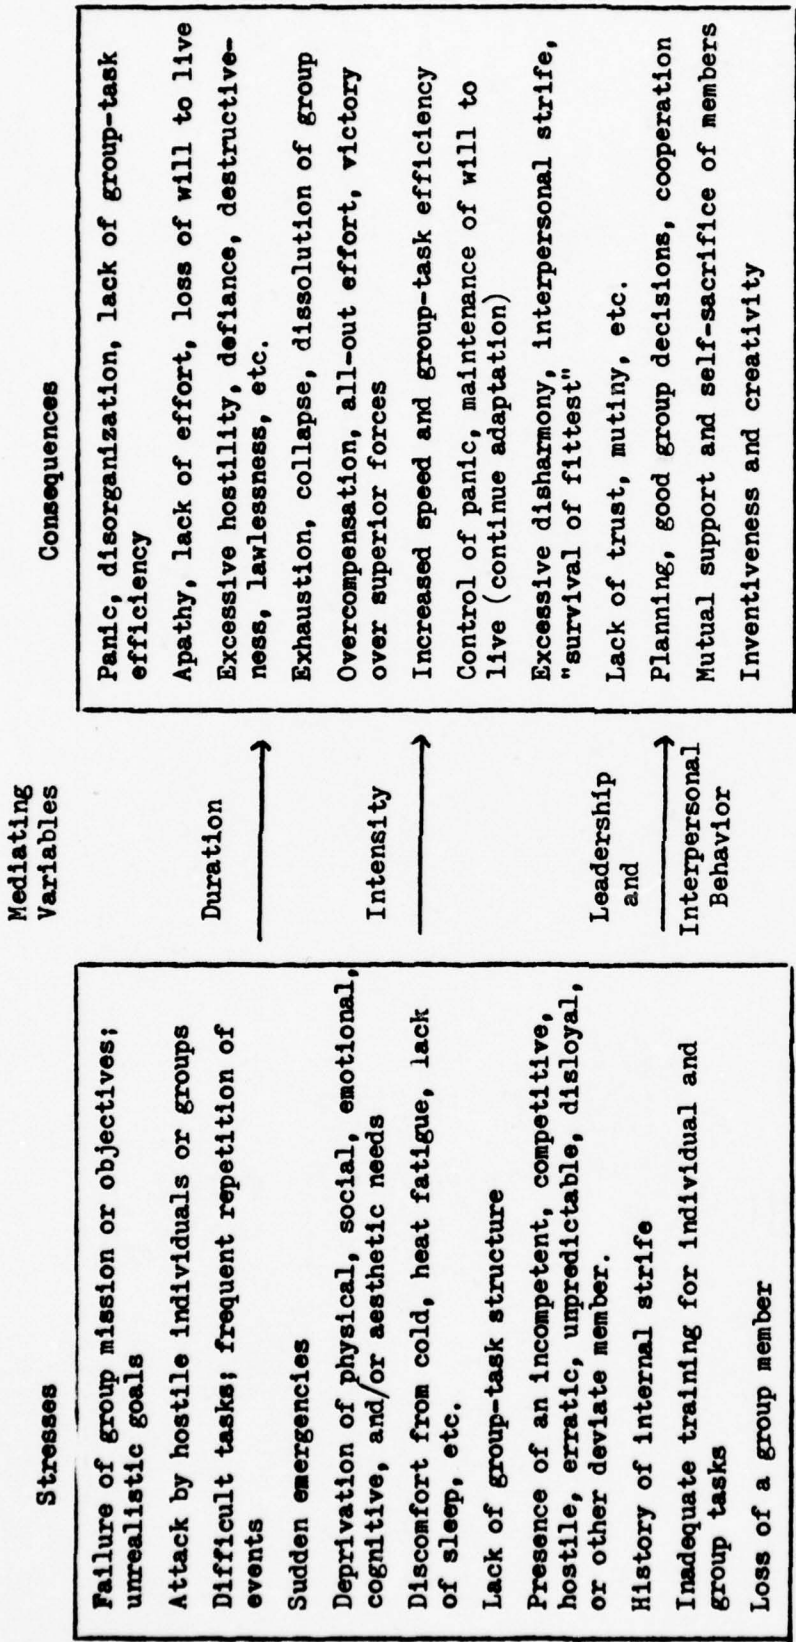 Stresses
Failure of group mission or objectives;
unrealistic goals
Attack by hostile individuals or groups
Difficult tasks; frequent repetition of
events
Sudden emergencies
Deprivation of physical, social, emotional,
cognitive, and/or aesthetic needs
Discomfort from cold, heat fatigue, lack
of sleep, etc.
Lack of group-task structure
Presence of an incompetent, competitive,
hostile, erratic, unpredictable, disloyal,
or other deviate member.
History of internal strife
Inadequate training for individual and
group tasks
Loss of a group member
Mediating
Variables
Duration
Intensity
Leadership
and
Interpersonal
Behavior
Consequences
Panic, disorganization, lack of group-task
efficiency
Apathy, lack of effort, loss of will to live
Excessive hostility, defiance, destructive-
ness, lawlessness, etc.
Exhaustion, collapse, dissolution of group
Overcompensation, all-out effort, victory
over superior forces
Increased speed and group-task efficiency
Control of panic, maintenance of will to
live (continue adaptation)
Excessive disharmony, interpersonal strife,
"survival of fittest"
Lack of trust, mutiny, etc.
Planning, good group decisions, cooperation
Mutual support and self-sacrifice of members
Inventiveness and creativity